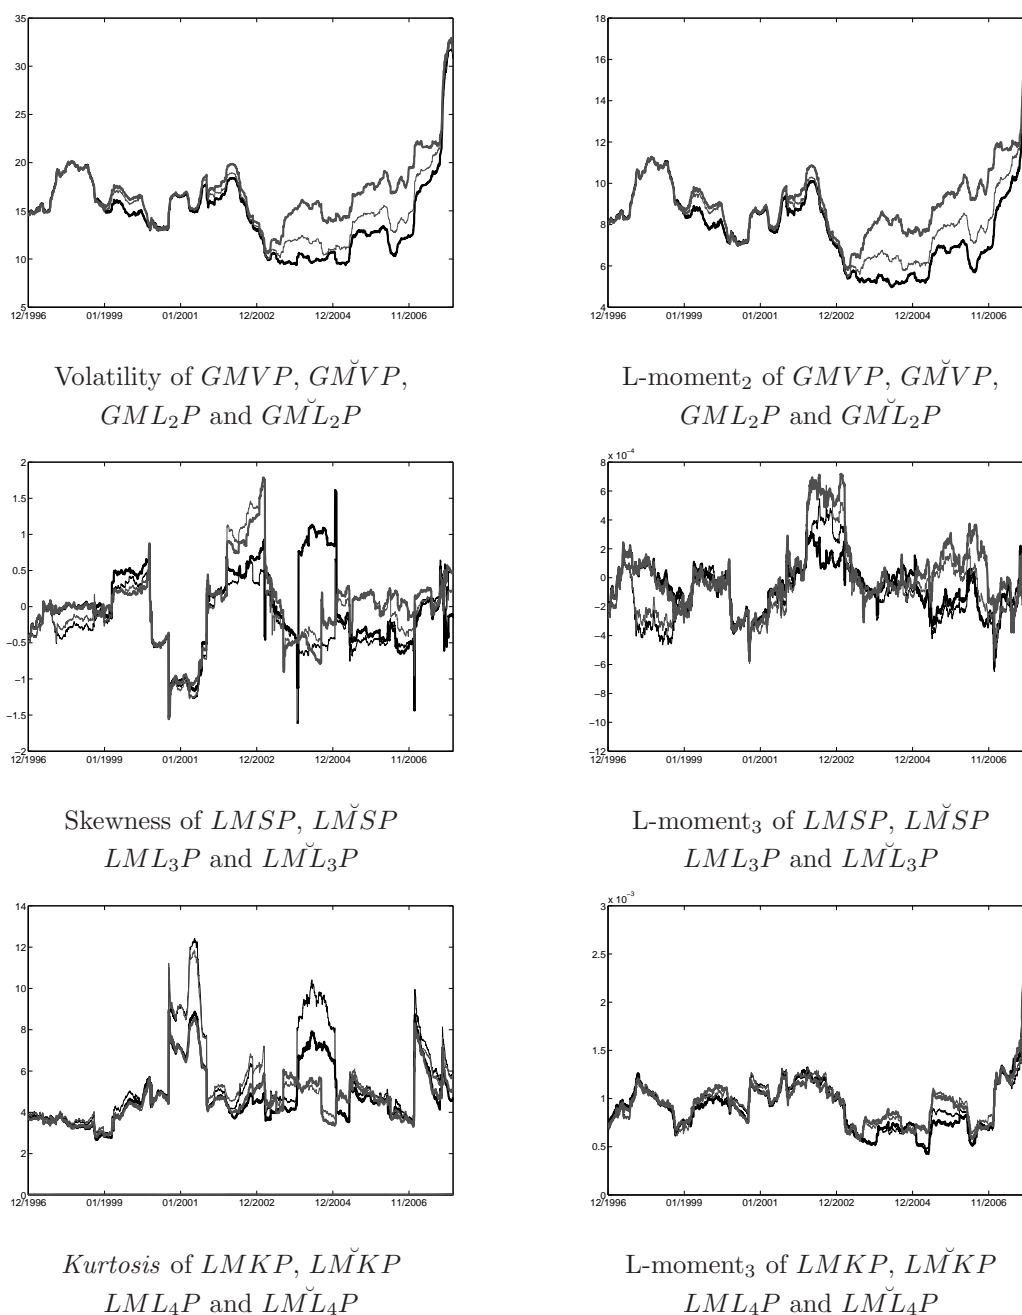 35
30
25
20
15
10
5
12/1996 01/1999 01/2001 12/2002 12/2004 11/2006
18
16
14
12
10
8
6
4
12/1996 01/1999 01/2001 12/2002 12/2004 11/2006
Volatility of GMVP, GM̆VP,
GML₂P and GM̆L₂P
L-moment₂ of GMVP, GM̆VP,
GML₂P and GM̆L₂P
2
1.5
1
0.5
0
−0.5
−1
−1.5
−2
12/1996 01/1999 01/2001 12/2002 12/2004 11/2006
x 10⁻⁴
8
6
4
2
0
−2
−4
−6
−8
−10
−12
12/1996 01/1999 01/2001 12/2002 12/2004 11/2006
Skewness of LMSP, LM̆SP
LML₃P and LM̆L₃P
L-moment₃ of LMSP, LM̆SP
LML₃P and LM̆L₃P
14
12
10
8
6
4
2
0
12/1996 01/1999 01/2001 12/2002 12/2004 11/2006
x 10⁻³
3
2.5
2
1.5
1
0.5
0
12/1996 01/1999 01/2001 12/2002 12/2004 11/2006
Kurtosis of LMKP, LM̆KP
LML₄P and LM̆L₄P
L-moment₃ of LMKP, LM̆KP
LML₄P and LM̆L₄P